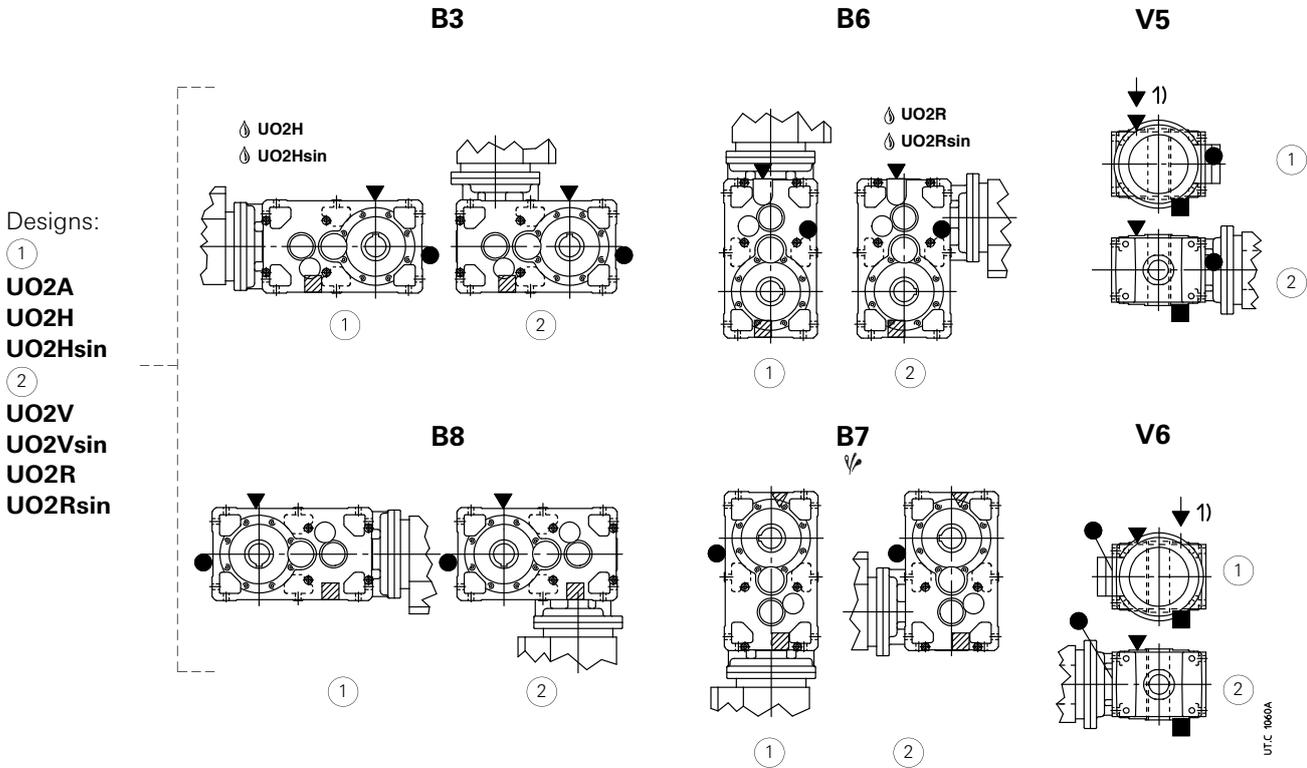 B3
B6
V5
UO2H
UO2Hsin
UO2R
UO2Rsin
1)
1
2
1
2
1
2
Designs:
1
UO2A
UO2H
UO2Hsin
2
UO2V
UO2Vsin
UO2R
UO2Rsin
B8
B7
V6
1)
1
2
1
2
1
2
UT.C 1060A